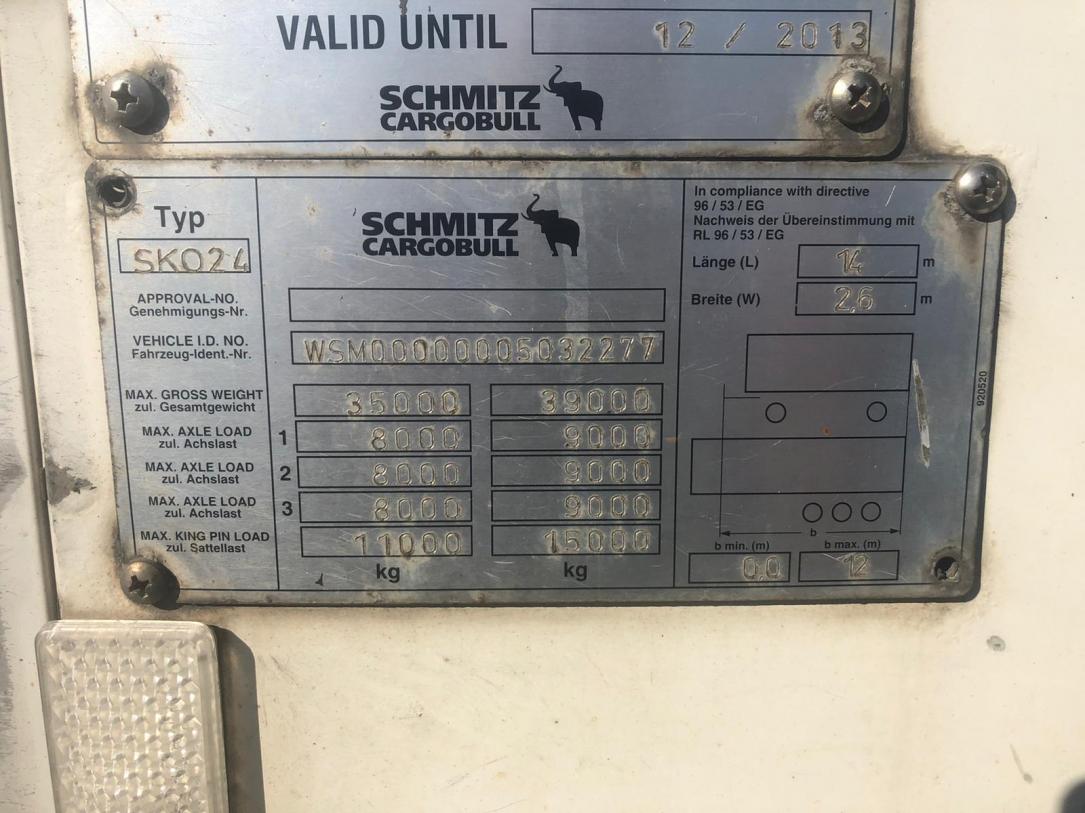 VALID UNTIL 12 / 2013
SCHMITZ
CARGOBULL
Typ
SKO24
SCHMITZ
CARGOBULL
In compliance with directive
96 / 53 / EG
Nachweis der Übereinstimmung mit
RL 96 / 53 / EG
Länge (L) 14 m
Breite (W) 2,6 m
APPROVAL-NO.
Genehmigungs-Nr.
VEHICLE I.D. NO.
Fahrzeug-Ident.-Nr.
WSM00000005032277
MAX. GROSS WEIGHT
zul. Gesamtgewicht
35000 39000
MAX. AXLE LOAD
zul. Achslast
1 8000 9000
MAX. AXLE LOAD
zul. Achslast
2 8000 9000
MAX. AXLE LOAD
zul. Achslast
3 8000 9000
MAX. KING PIN LOAD
zul. Sattellast
11000 15000
kg kg
b
b min. (m) b max. (m)
0,0 12
920520